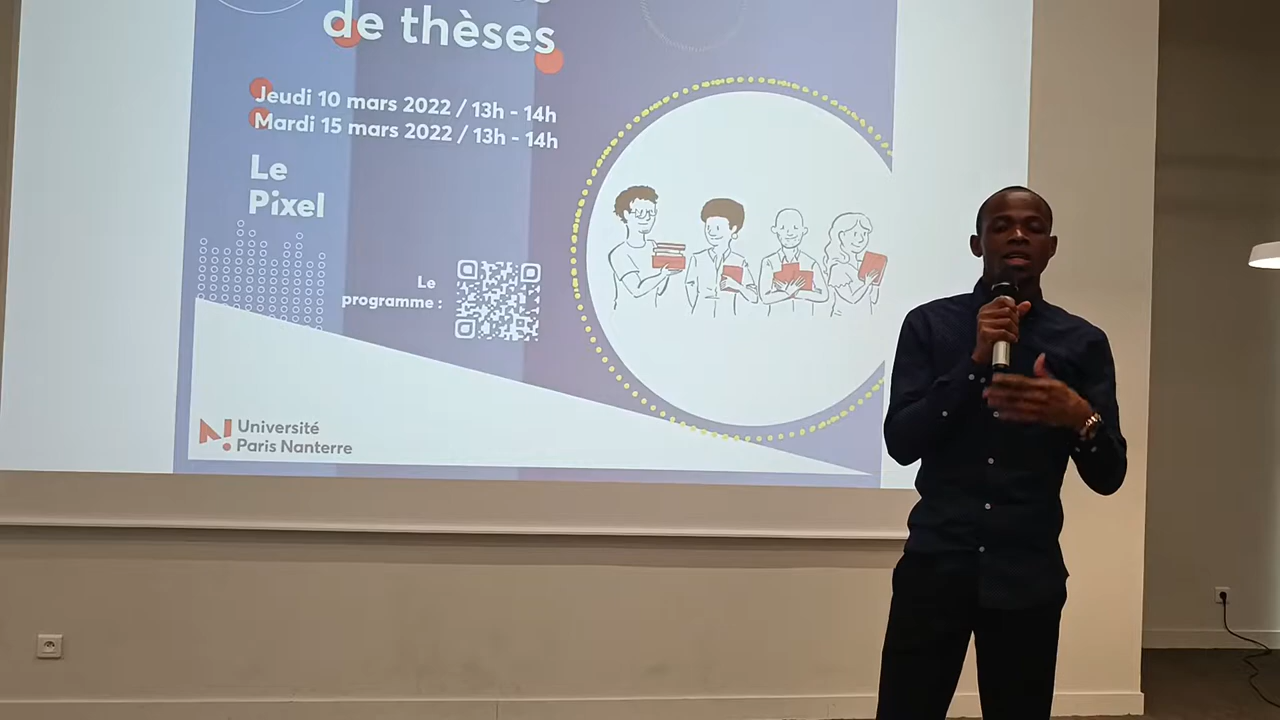 de thèses
Jeudi 10 mars 2022 / 13h - 14h
Mardi 15 mars 2022 / 13h - 14h
Le
Pixel
Le
programme :
Université
Paris Nanterre